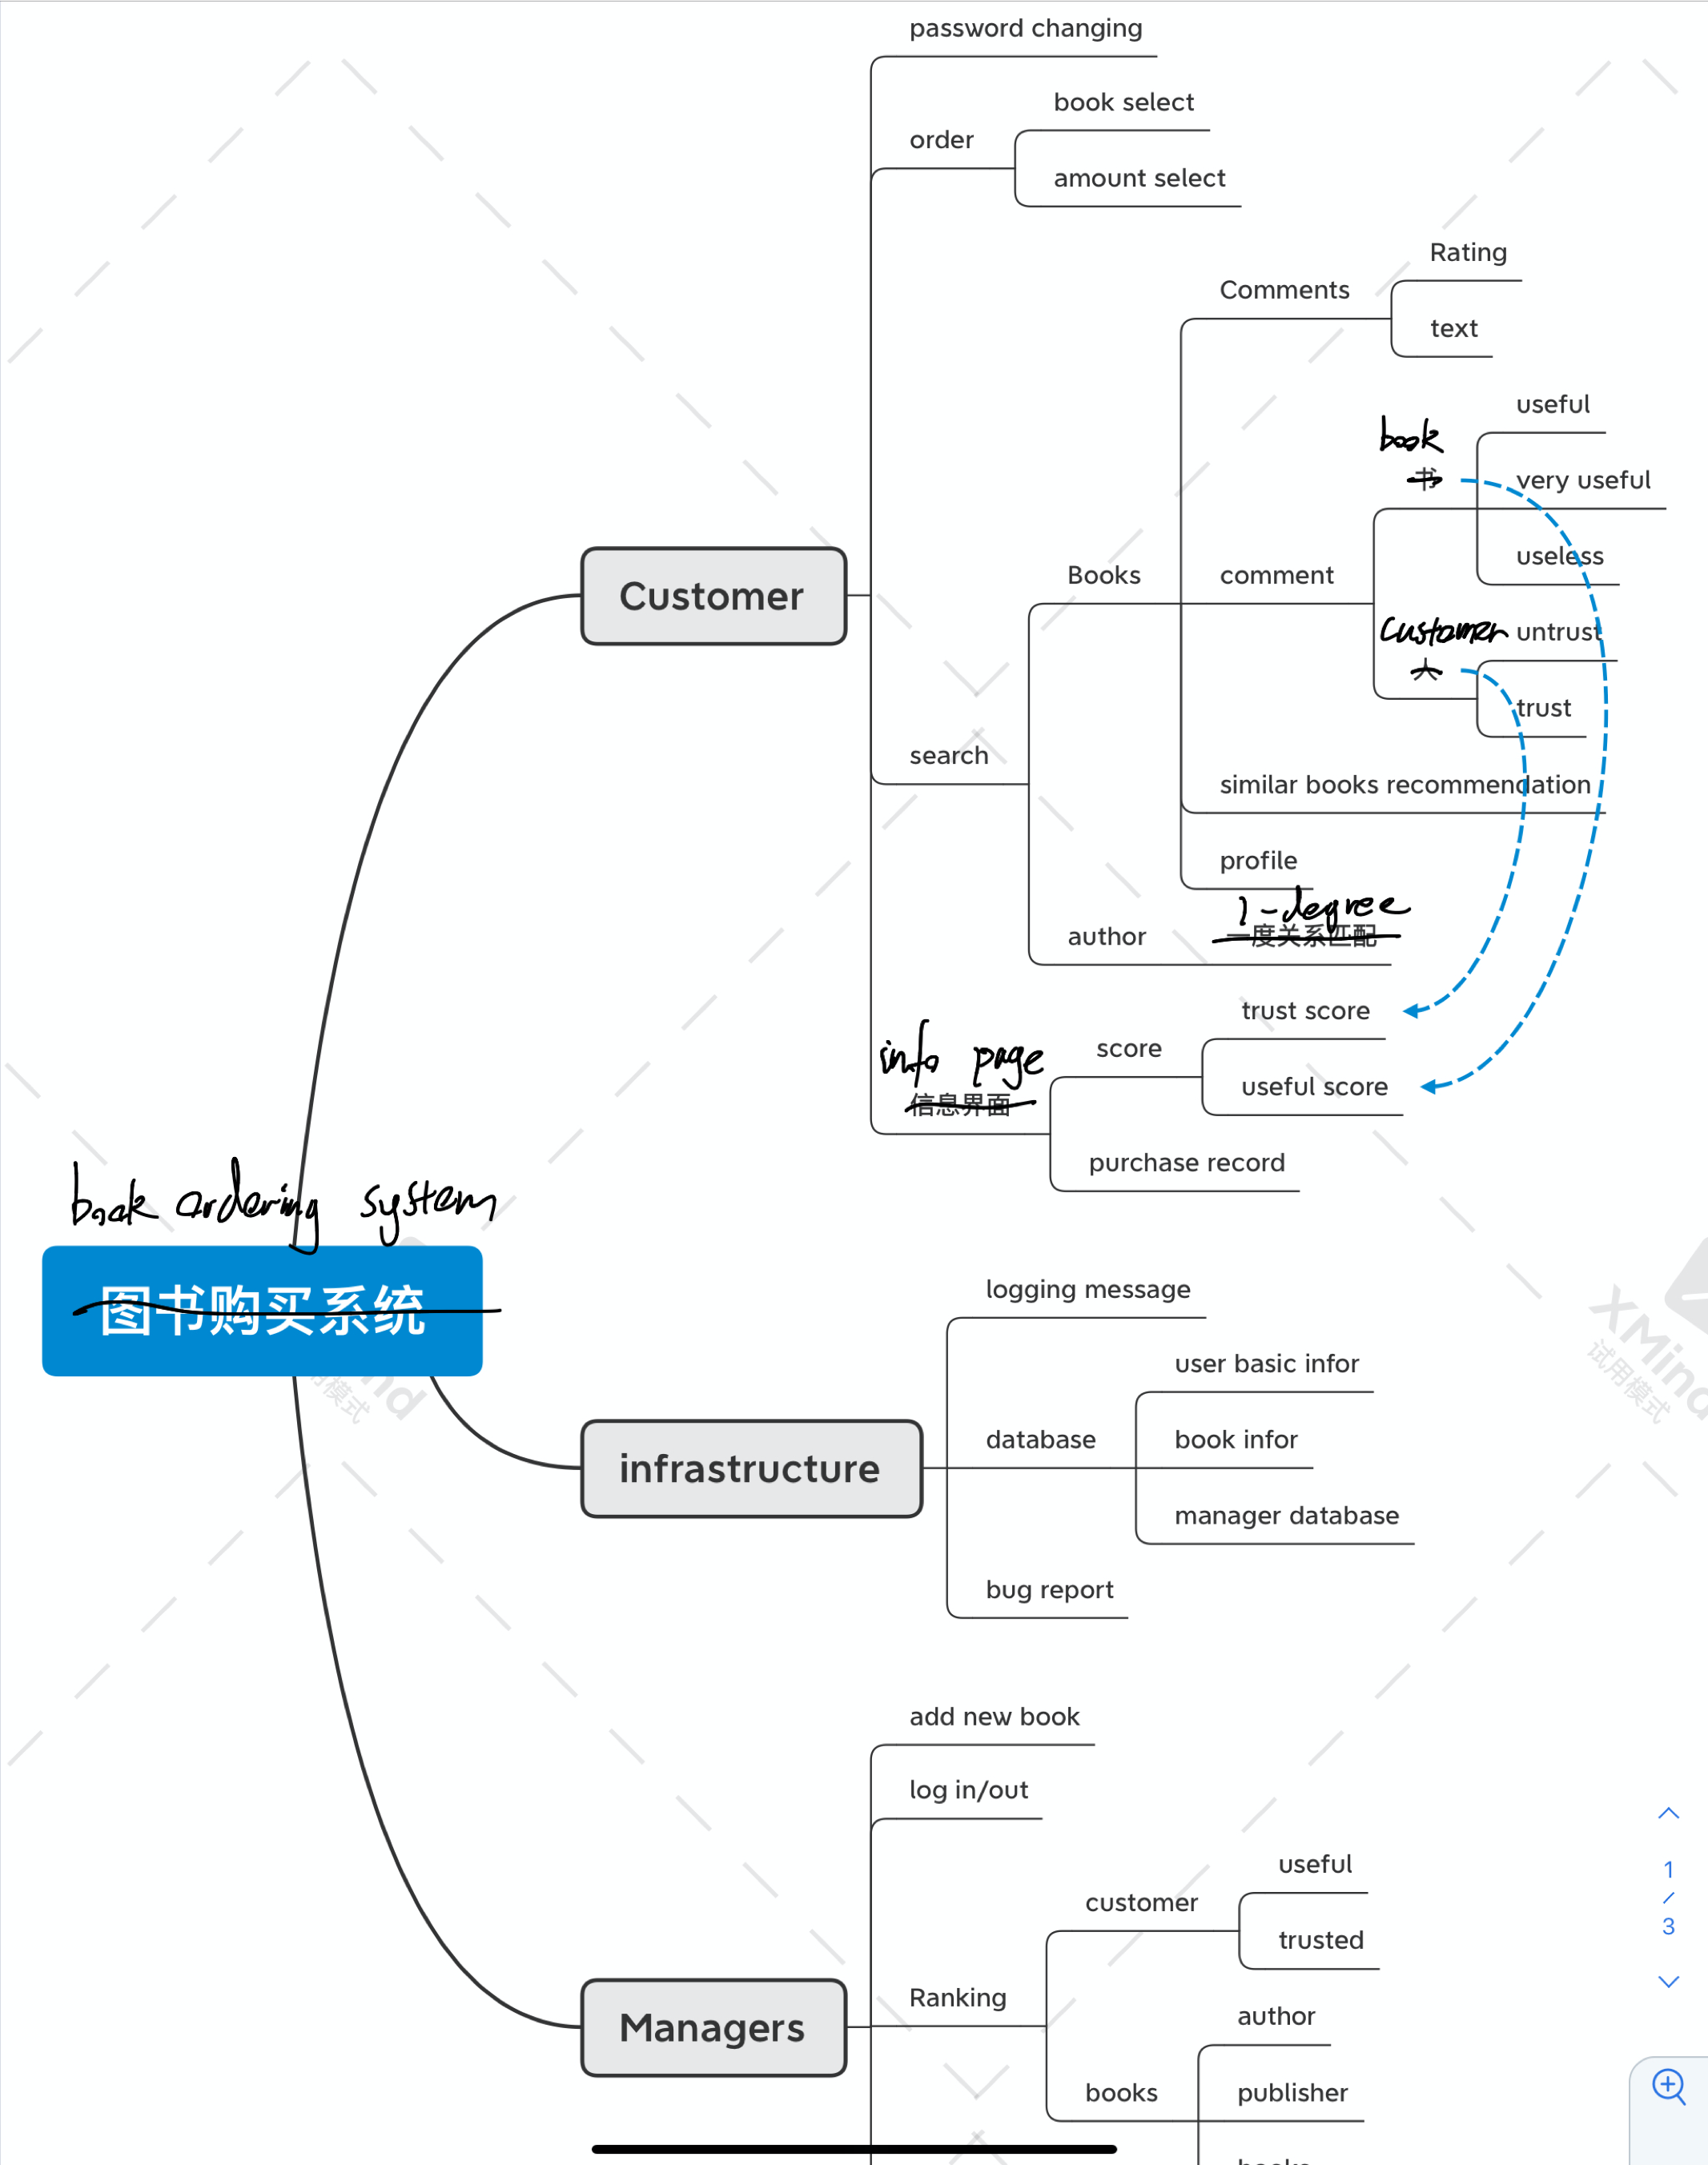 password changing
order
book select
amount select
search
Books
Comments
Rating
text
comment
book
书
useful
very useful
useless
customer
人
untrust
trust
similar books recommendation
profile
author
1-degree
一度关系匹配
info page
信息界面
score
trust score
useful score
purchase record
Customer
book ordering system
图书购买系统
infrastructure
logging message
database
user basic infor
book infor
manager database
bug report
Managers
add new book
log in/out
Ranking
customer
useful
trusted
books
author
publisher
books
XMind
试用模式
1
/
3